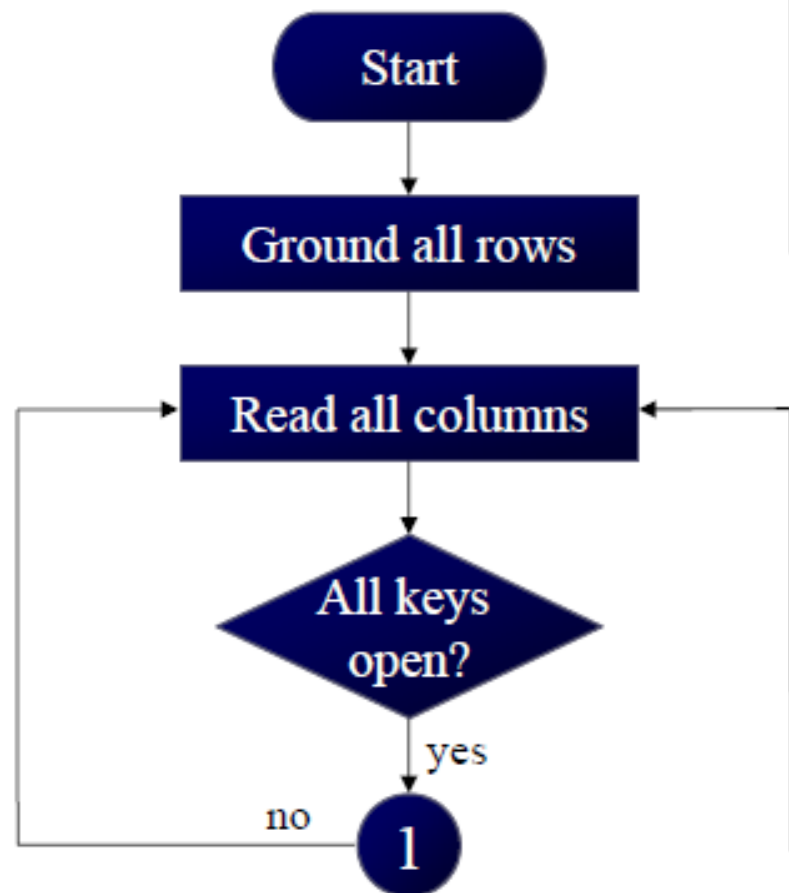 Start
Ground all rows
Read all columns
All keys
open?
yes
no
1